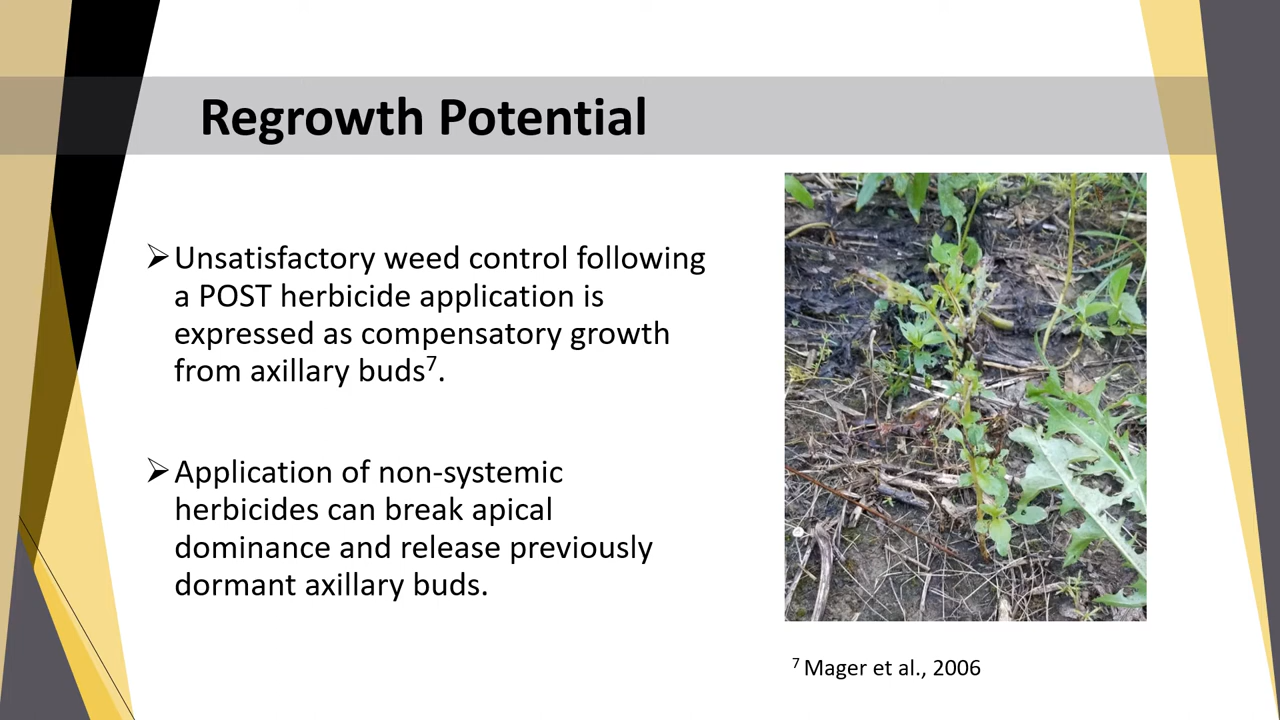 Regrowth Potential
➢Unsatisfactory weed control following
a POST herbicide application is
expressed as compensatory growth
from axillary buds⁷.
➢Application of non-systemic
herbicides can break apical
dominance and release previously
dormant axillary buds.
⁷ Mager et al., 2006